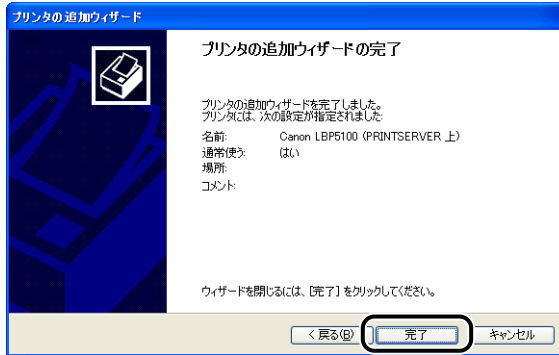 プリンタの追加ウィザード
プリンタの追加ウィザードの完了
プリンタの追加ウィザードを完了しました。
プリンタには、次の設定が指定されました:
名前: Canon LBP5100 (PRINTSERVER 上)
通常使う: はい
場所:
コメント:
ウィザードを閉じるには、[完了] をクリックしてください。
< 戻る(B) 完了 キャンセル